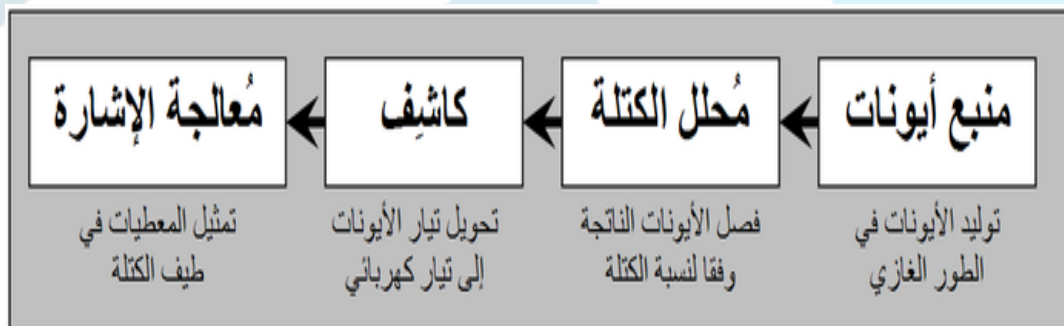 منبع أيونات
مُحلل الكتلة
كاشِف
مُعالجة الإشارة
توليد الأيونات في
الطور الغازي
فصل الأيونات الناتجة
وفقا لنسبة الكتلة
تحويل تيار الأيونات
إلى تيار كهربائي
تمثيل المعطيات في
طيف الكتلة